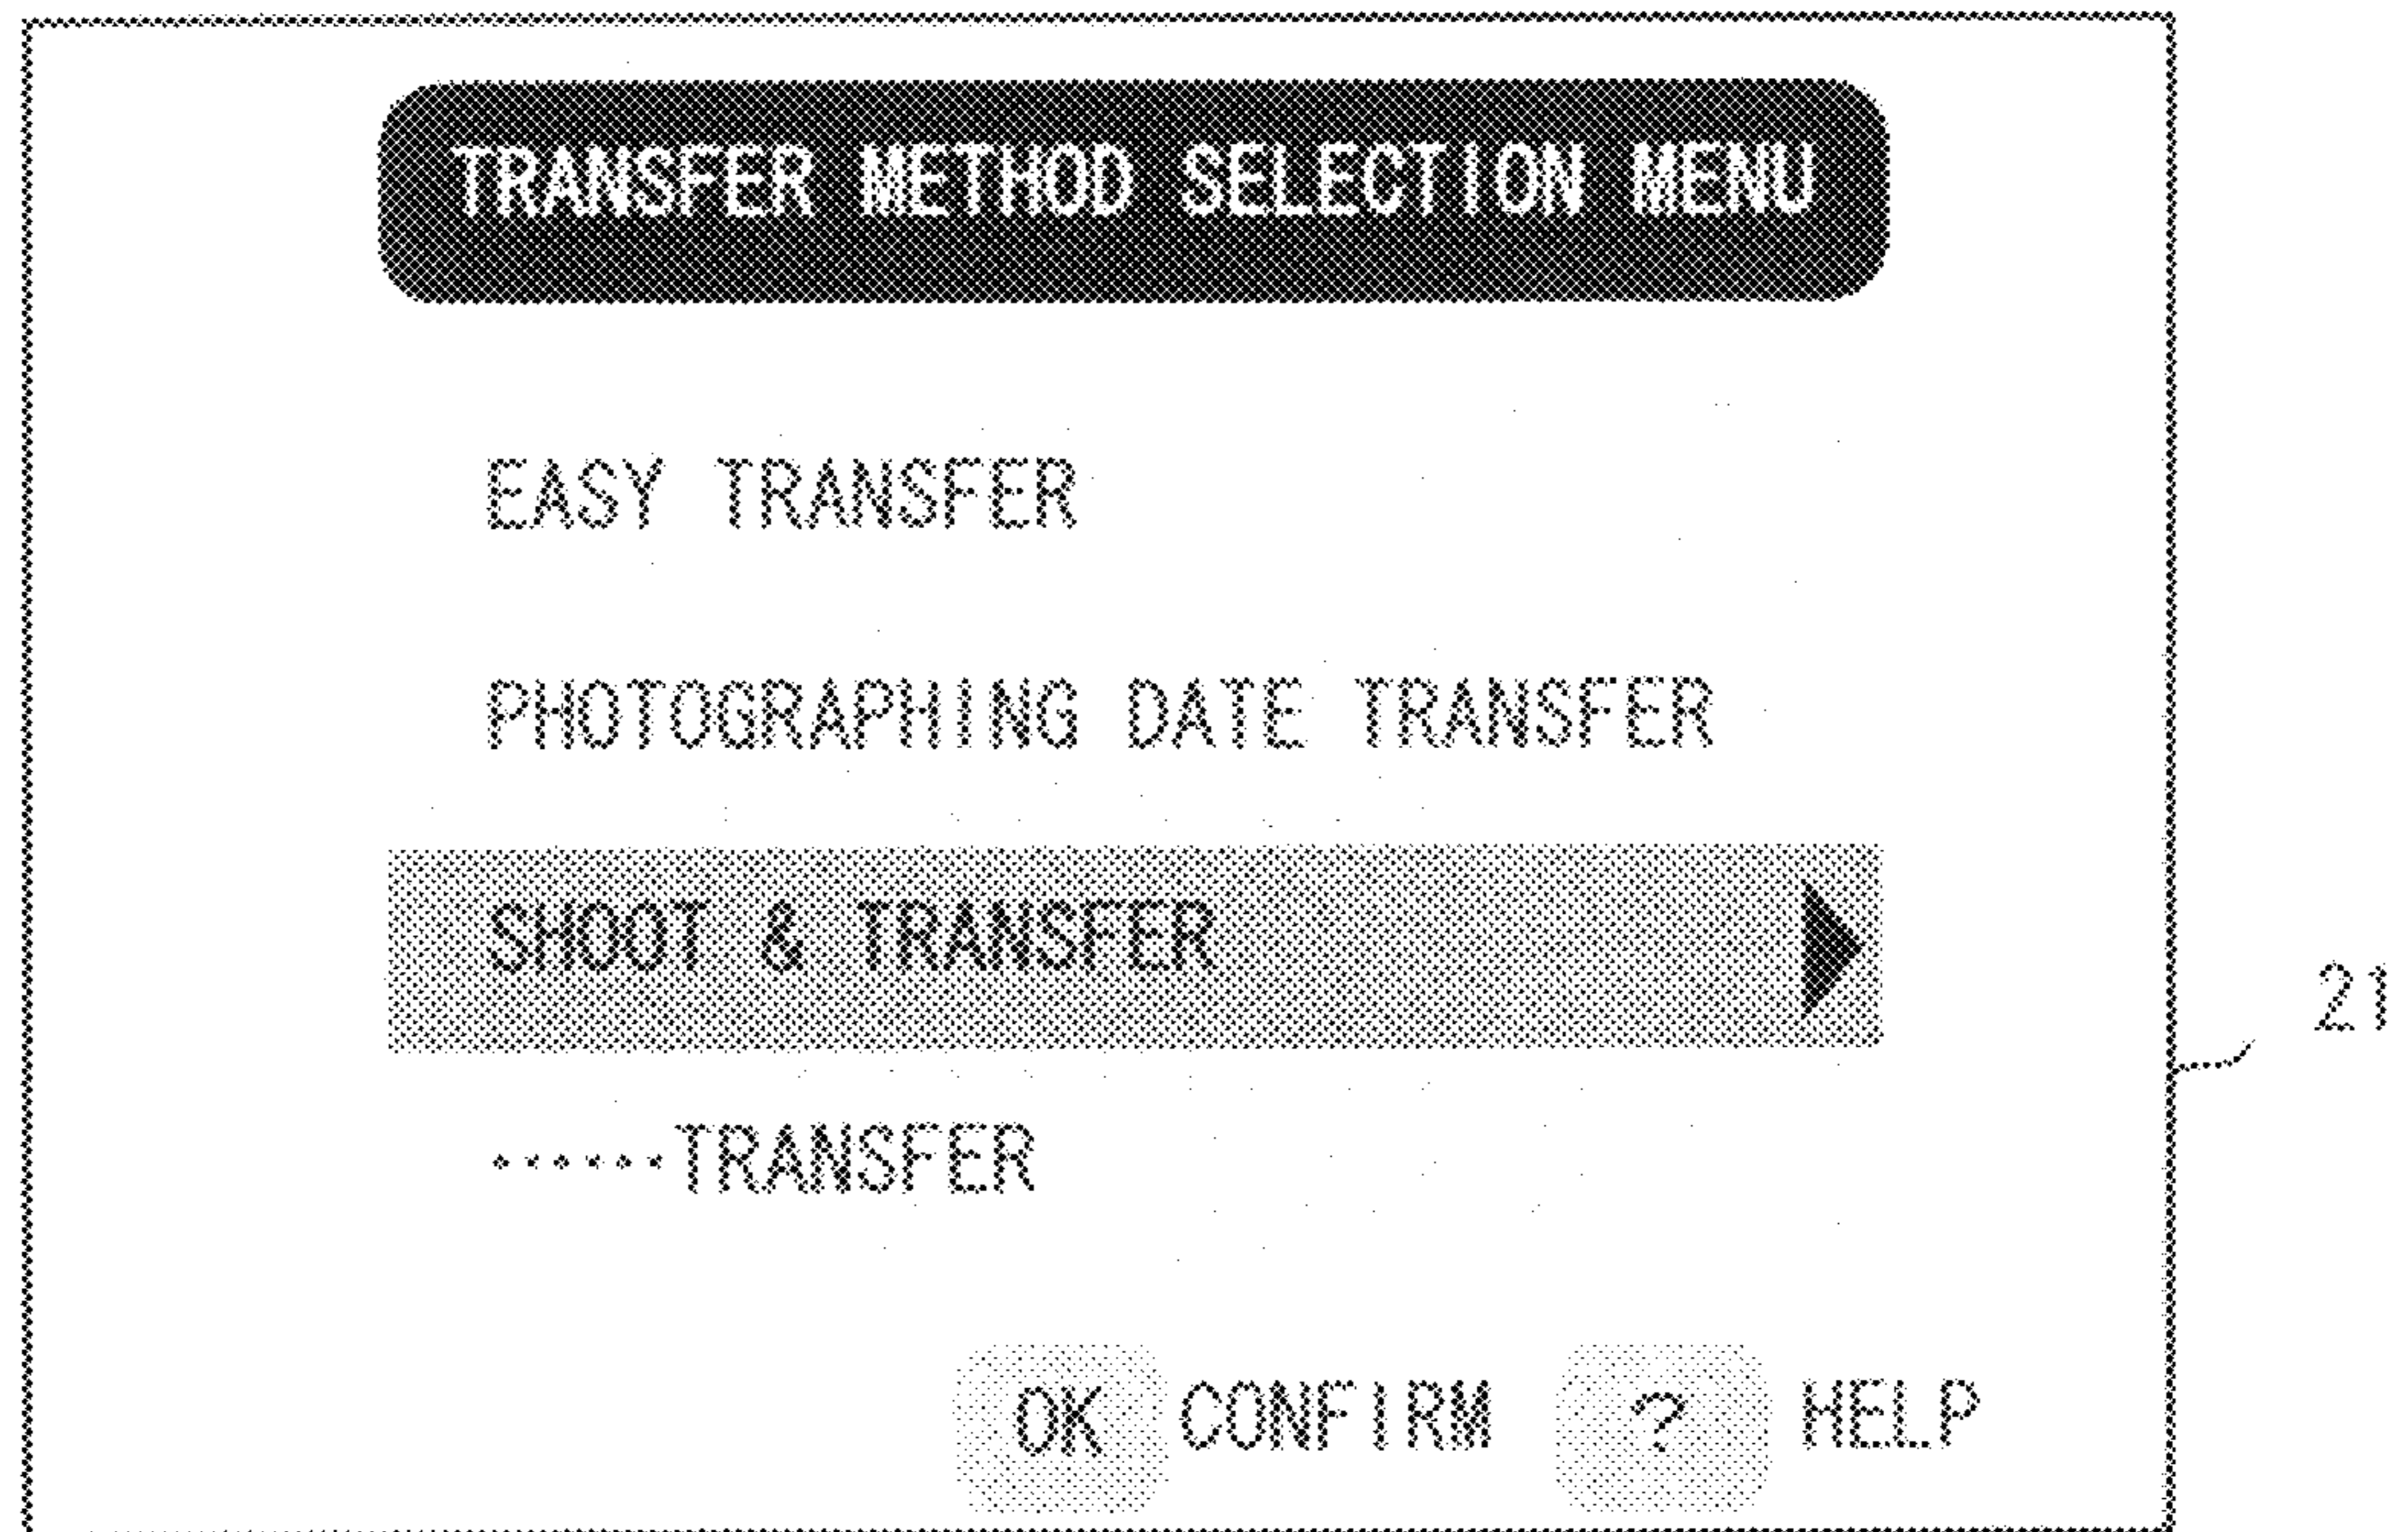 TRANSFER METHOD SELECTION MENU
EASY TRANSFER
PHOTOGRAPHING DATE TRANSFER
SHOOT & TRANSFER
21
······TRANSFER
OK CONFIRM ? HELP